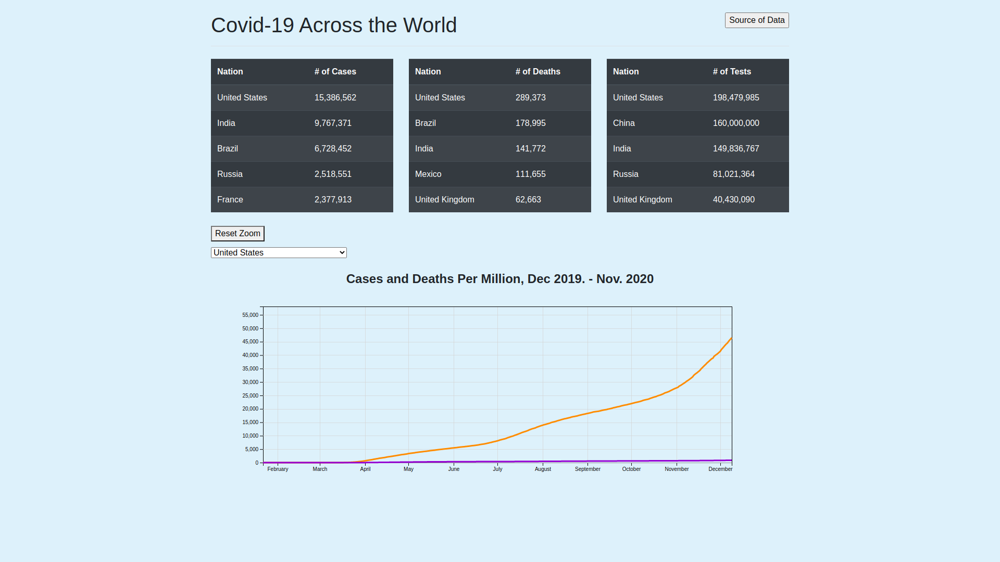 Covid-19 Across the World
Source of Data
Nation # of Cases
United States 15,386,562
India 9,767,371
Brazil 6,728,452
Russia 2,518,551
France 2,377,913
Nation # of Deaths
United States 289,373
Brazil 178,995
India 141,772
Mexico 111,655
United Kingdom 62,663
Nation # of Tests
United States 198,479,985
China 160,000,000
India 149,836,767
Russia 81,021,364
United Kingdom 40,430,090
Reset Zoom
United States
Cases and Deaths Per Million, Dec 2019. - Nov. 2020
55,000
50,000
45,000
40,000
35,000
30,000
25,000
20,000
15,000
10,000
5,000
0
February March April May June July August September October November December